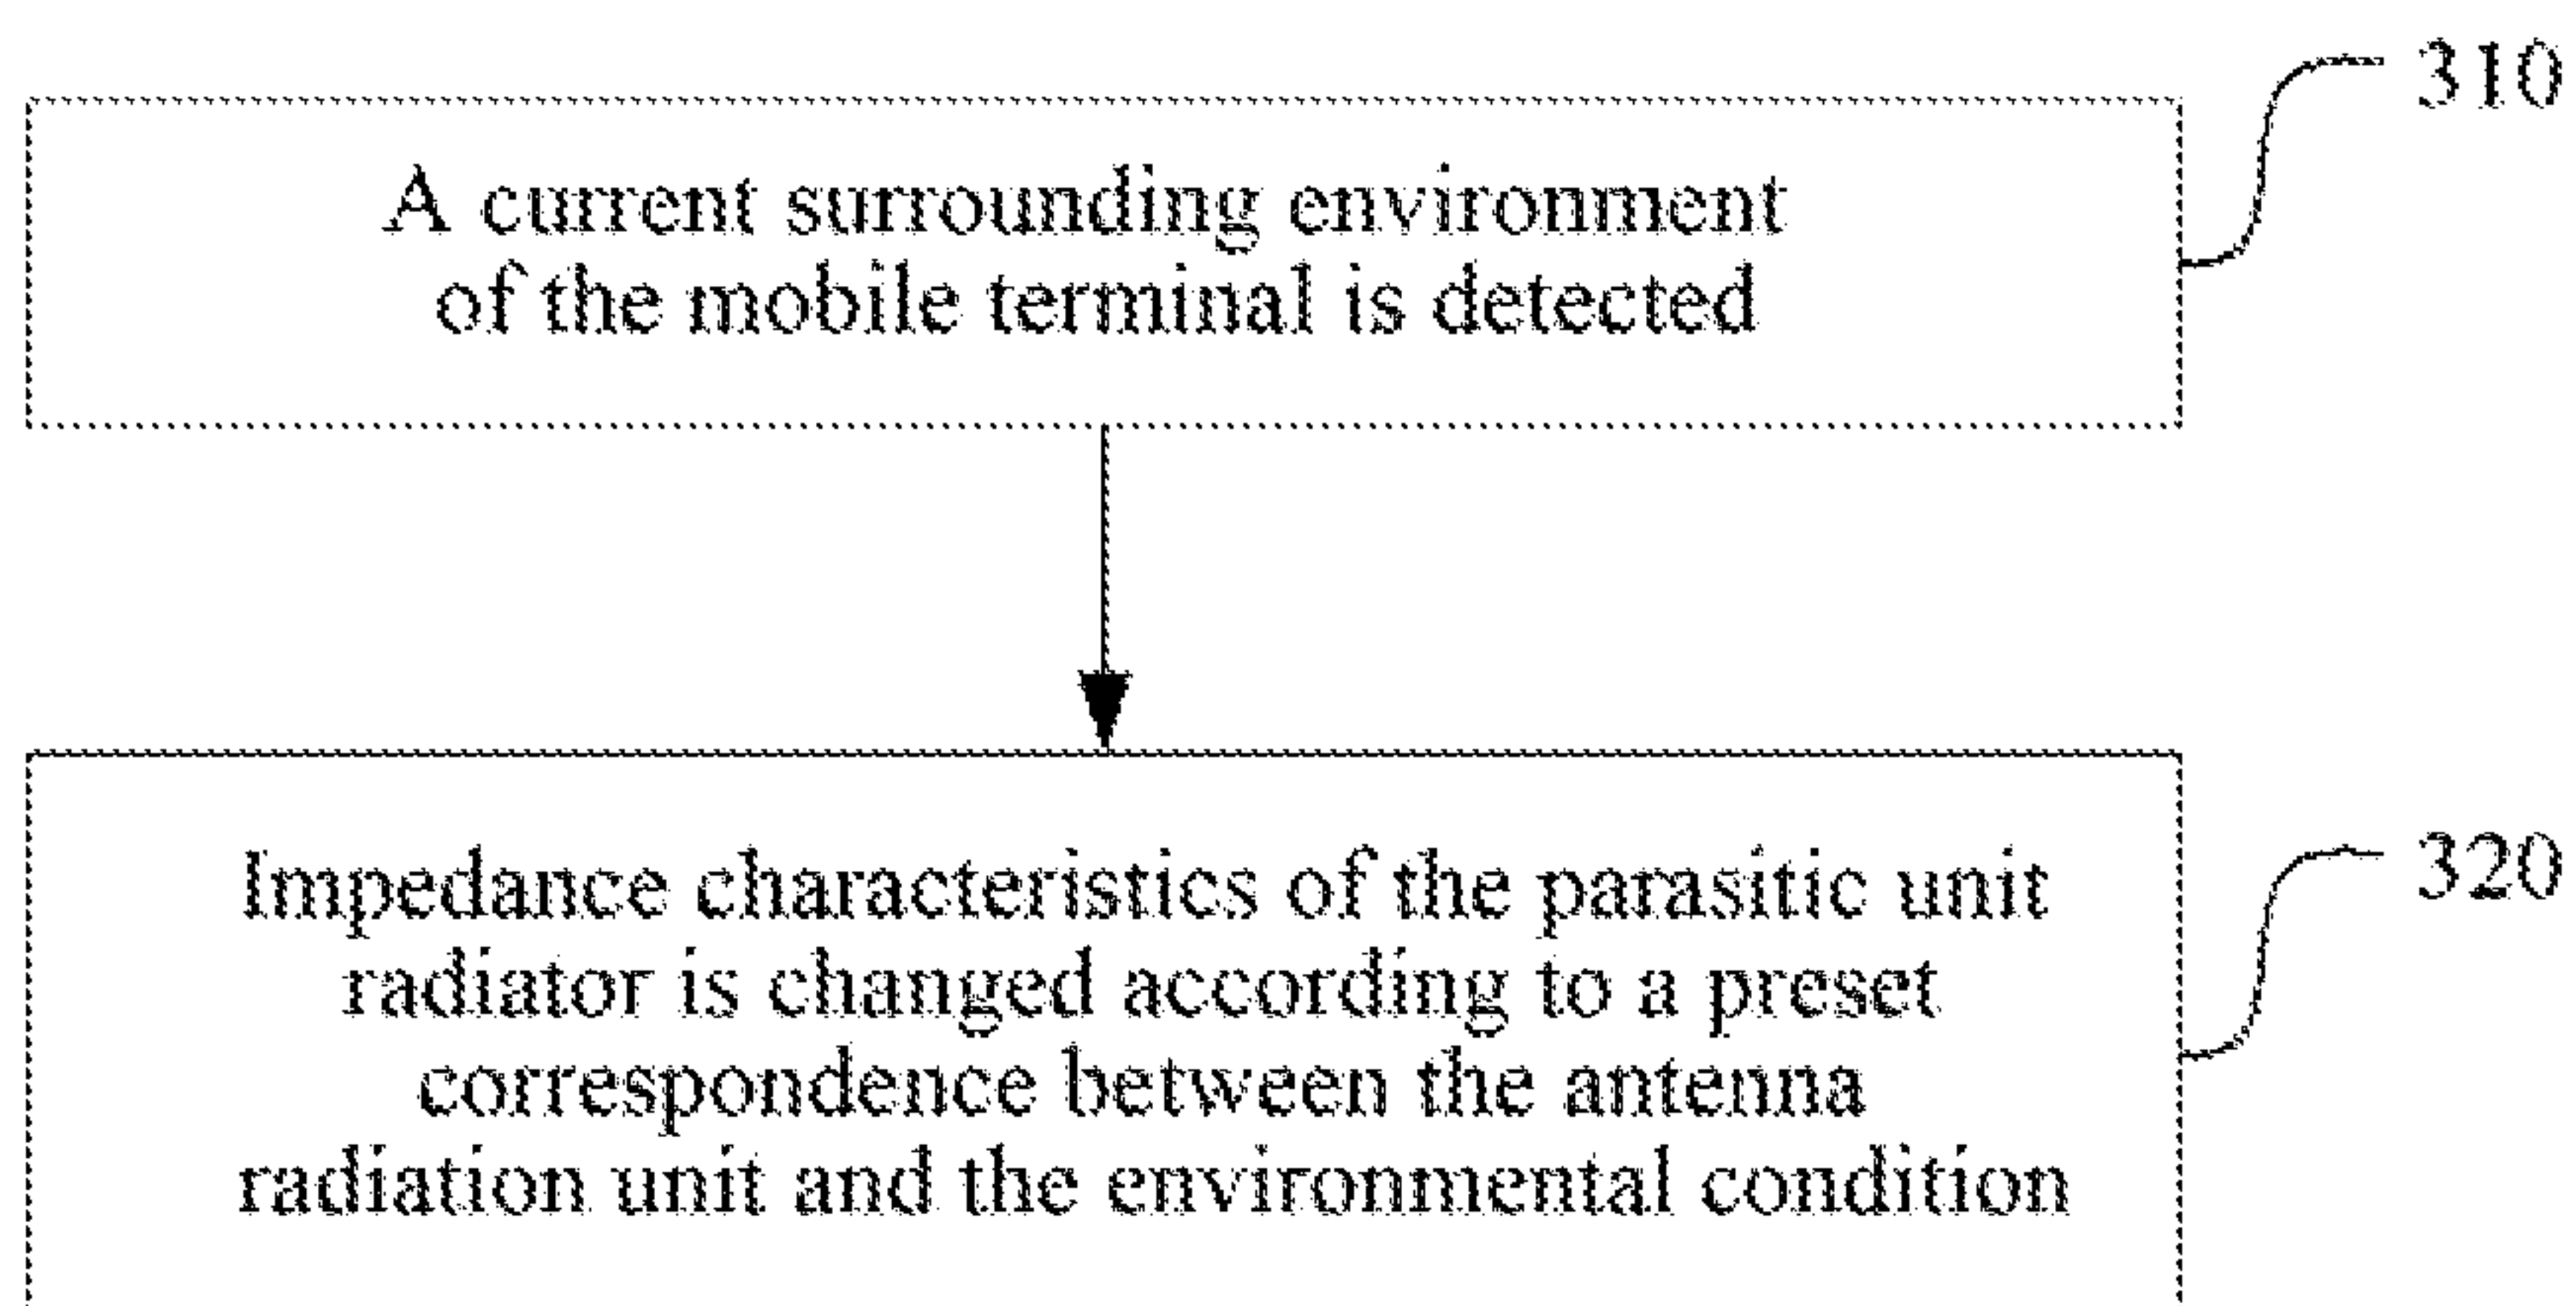 310
A current surrounding environment
of the mobile terminal is detected
320
Impedance characteristics of the parasitic unit
radiator is changed according to a preset
correspondence between the antenna
radiation unit and the environmental condition